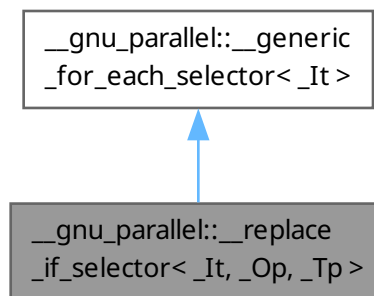 __gnu_parallel::__generic
_for_each_selector< _It >
__gnu_parallel::__replace
_if_selector< _It, _Op, _Tp >